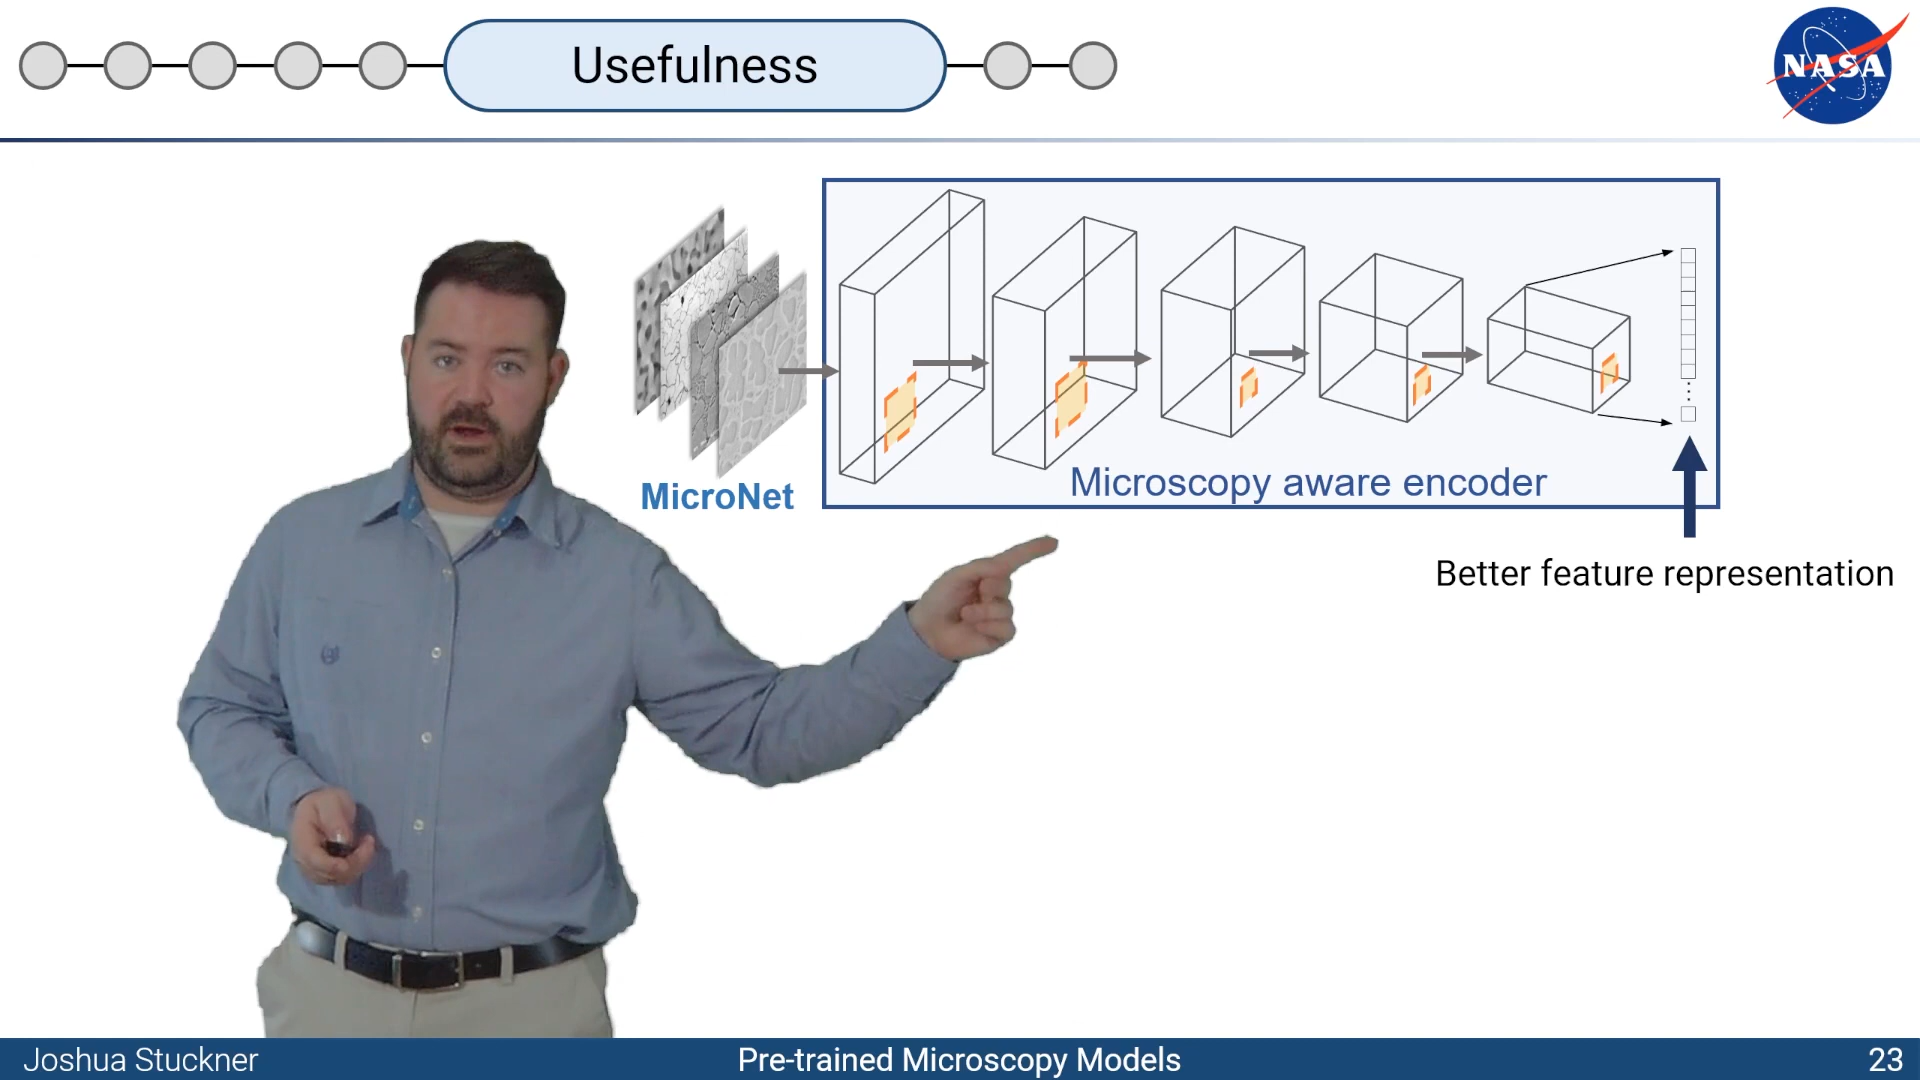 Usefulness
NASA
MicroNet
Microscopy aware encoder
Better feature representation
Joshua Stuckner
Pre-trained Microscopy Models
23